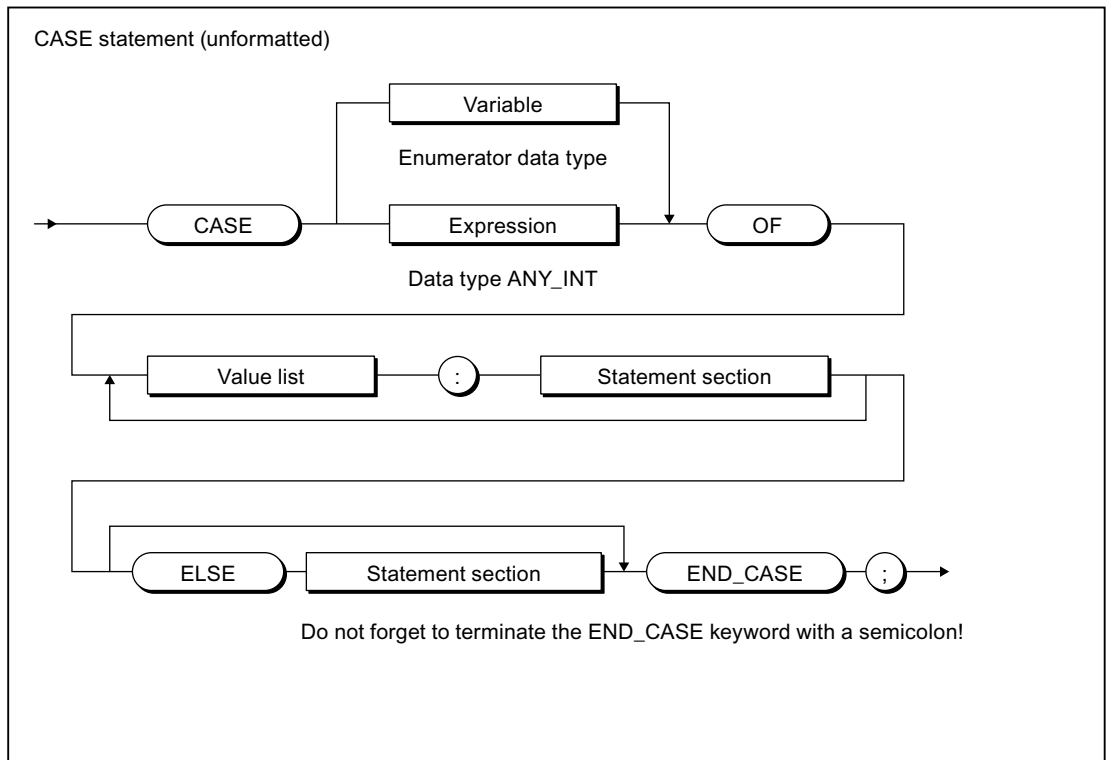 CASE statement (unformatted)
Variable
Enumerator data type
CASE
Expression
OF
Data type ANY_INT
Value list
:
Statement section
ELSE
Statement section
END_CASE
;
Do not forget to terminate the END_CASE keyword with a semicolon!